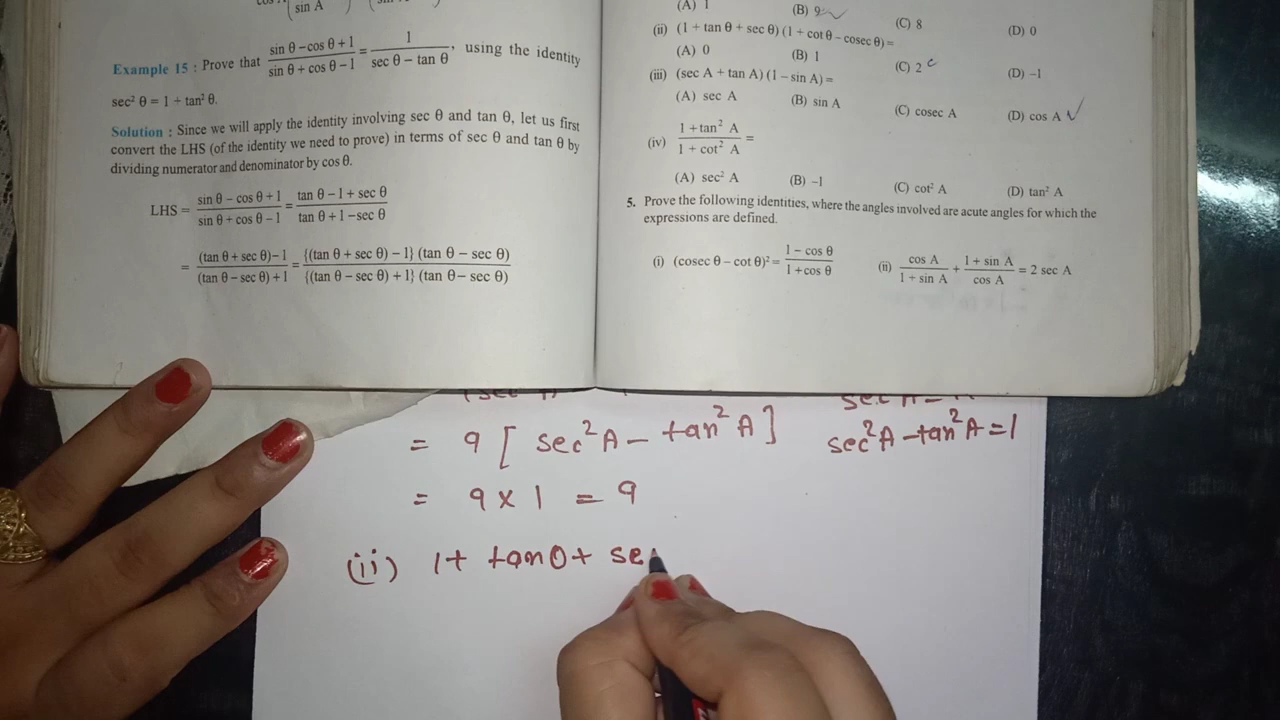 sin A
Example 15 : Prove that (sin θ – cos θ + 1)/(sin θ + cos θ – 1) = 1/(sec θ – tan θ), using the identity
sec² θ = 1 + tan² θ.
Solution : Since we will apply the identity involving sec θ and tan θ, let us first
convert the LHS (of the identity we need to prove) in terms of sec θ and tan θ by
dividing numerator and denominator by cos θ.
LHS = (sin θ – cos θ + 1)/(sin θ + cos θ – 1) = (tan θ – 1 + sec θ)/(tan θ + 1 – sec θ)
= ((tan θ + sec θ) – 1)/((tan θ – sec θ) + 1) = ({(tan θ + sec θ) – 1} (tan θ – sec θ))/({(tan θ – sec θ) + 1} (tan θ – sec θ))
(A) 1 (B) 9 (C) 8 (D) 0
(ii) (1 + tan θ + sec θ) (1 + cot θ – cosec θ) =
(A) 0 (B) 1 (C) 2 (D) –1
(iii) (sec A + tan A) (1 – sin A) =
(A) sec A (B) sin A (C) cosec A (D) cos A
(iv) (1 + tan² A)/(1 + cot² A) =
(A) sec² A (B) –1 (C) cot² A (D) tan² A
5. Prove the following identities, where the angles involved are acute angles for which the
expressions are defined.
(i) (cosec θ – cot θ)² = (1 – cos θ)/(1 + cos θ) (ii) cos A/(1 + sin A) + (1 + sin A)/cos A = 2 sec A
= 9 [ sec²A – tan²A ] sec²A – tan²A = 1
= 9 × 1 = 9
(ii) 1 + tanθ + se